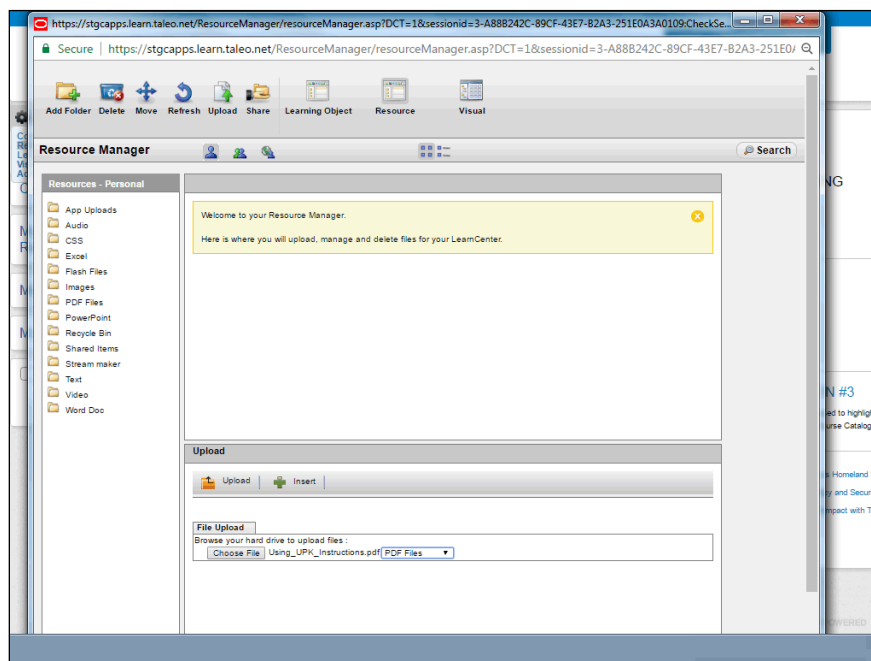 https://stgcapps.learn.taleo.net/ResourceManager/resourceManager.asp?DCT=1&sessionid=3-A88B242C-89CF-43E7-B2A3-251E0A3A0109:CheckSe...
Secure | https://stgcapps.learn.taleo.net/ResourceManager/resourceManager.asp?DCT=1&sessionid=3-A88B242C-89CF-43E7-B2A3-251E0/
Add Folder Delete Move Refresh Upload Share Learning Object Resource Visual
Resource Manager
Search
Resources - Personal
App Uploads
Audio
CSS
Excel
Flash Files
Images
PDF Files
PowerPoint
Recycle Bin
Shared Items
Stream maker
Text
Video
Word Doc
Welcome to your Resource Manager.
Here is where you will upload, manage and delete files for your LearnCenter.
Upload
Upload | Insert |
File Upload
Browse your hard drive to upload files :
Choose File Using_UPK_Instructions.pdf PDF Files
NG
N #3
ed to highligh
urse Catalog
s Homeland
y and Secur
mpact with T
OWERED